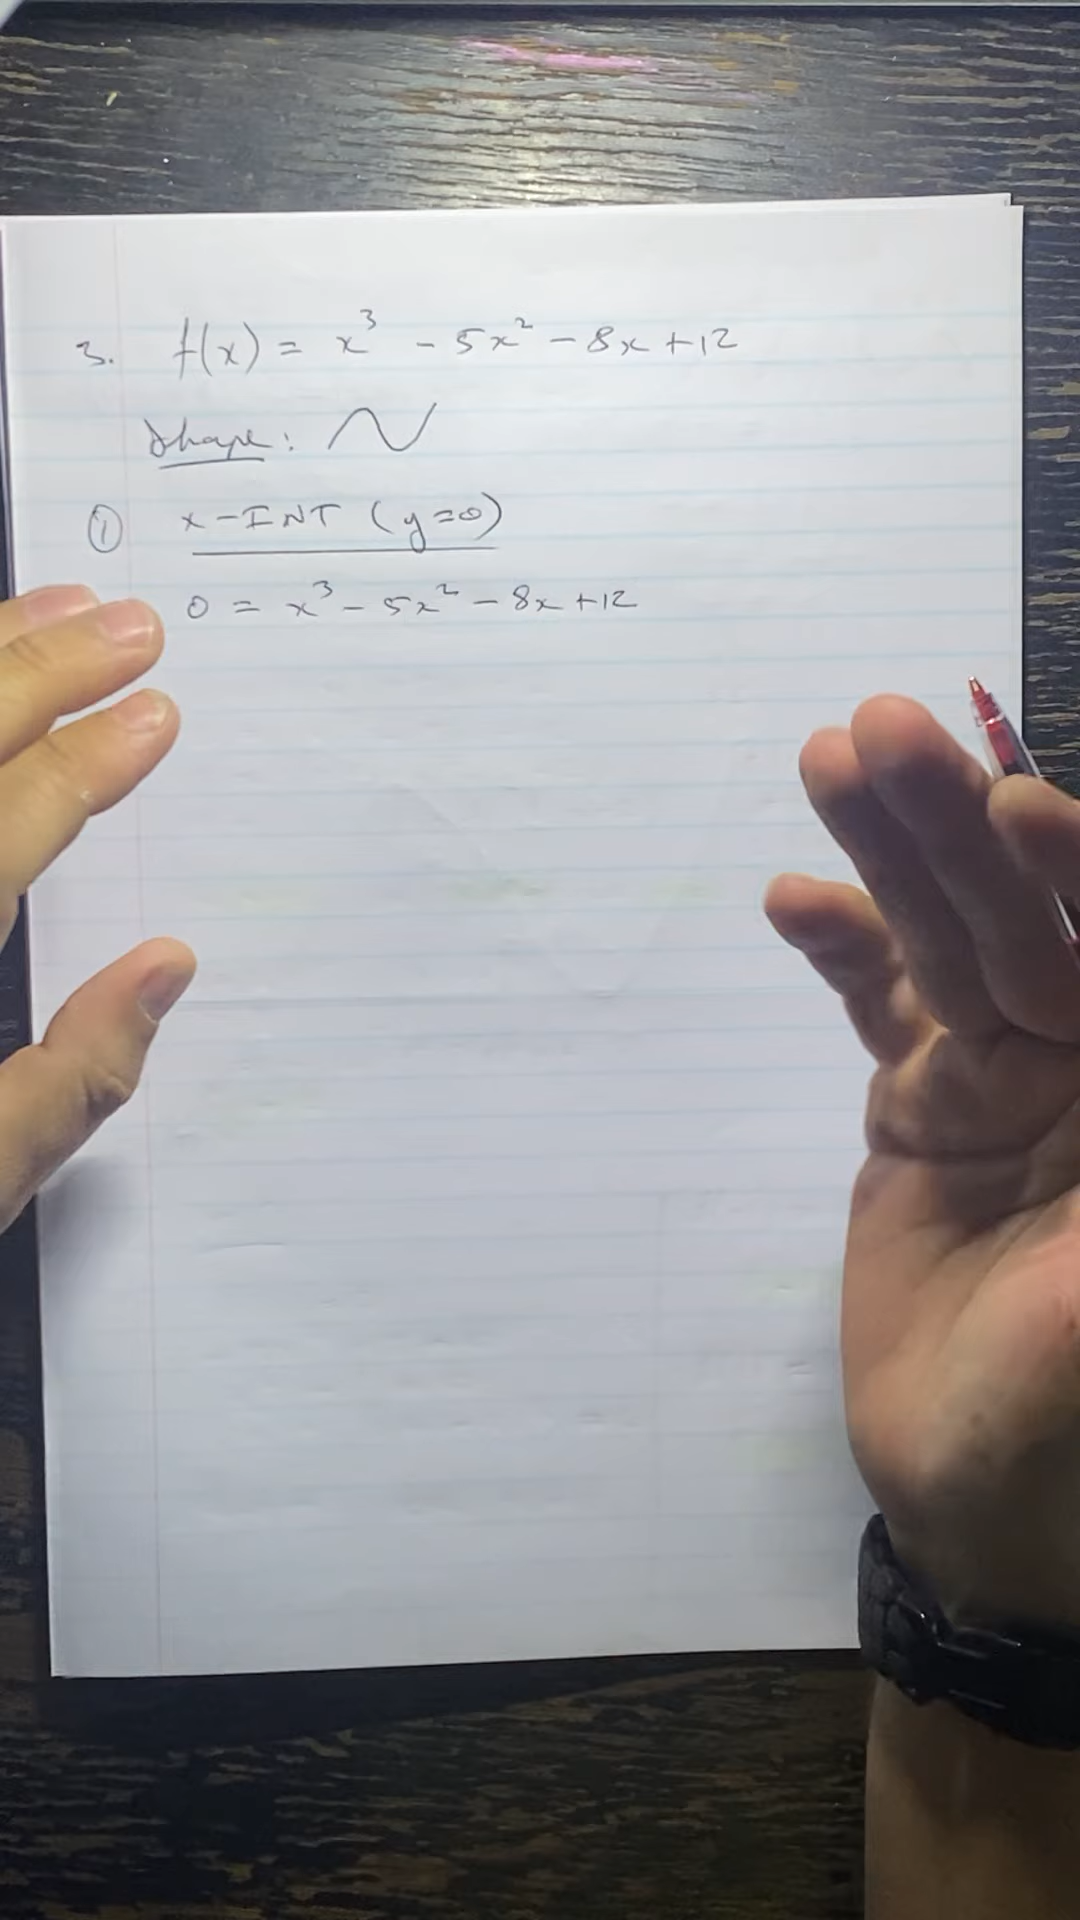 3. f(x) = x³ - 5x² - 8x + 12
Shape:
① x-INT (y=0)
0 = x³ - 5x² - 8x + 12